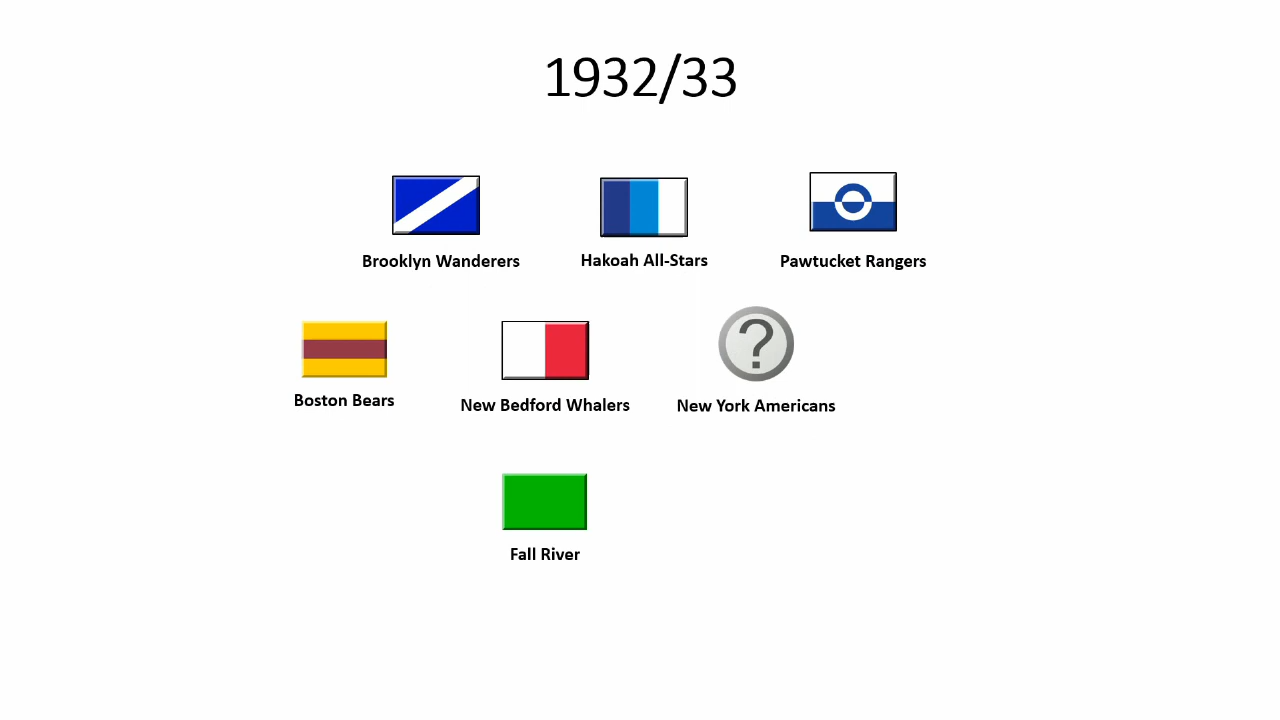 1932/33
Brooklyn Wanderers
Hakoah All-Stars
Pawtucket Rangers
?
Boston Bears
New Bedford Whalers
New York Americans
Fall River